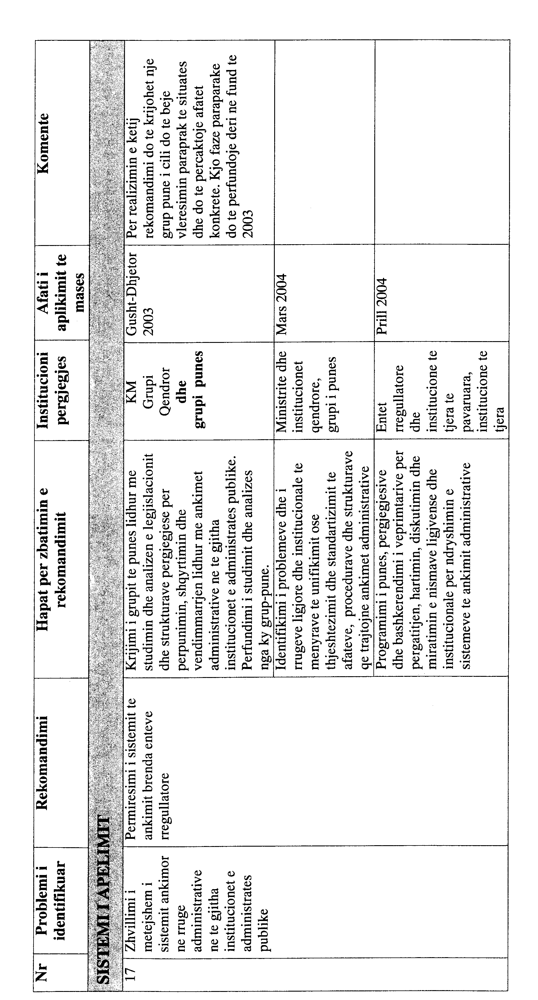 Nr
Problemi i
identifikuar
Rekomandimi
Hapat per zbatimin e
rekomandimit
Institucioni
pergjegjes
Afati i
aplikimit te
mases
Komente
SISTEMI I APELIMIT
17
Zhvillimi i
metejshem i
sistemit ankimor
ne rruge
administrative
ne te gjitha
institucionet e
administrates
publike
Permiresimi i sistemit te
ankimit brenda enteve
rregullatore
Krijimi i grupit te punes lidhur me
studimin dhe analizen e legjislacionit
dhe strukturave pergjegjese per
perpunimin, shqyrtimin dhe
vendimmarrjen lidhur me ankimet
administrative ne te gjitha
institucionet e administrates publike.
Perfundimi i studimit dhe analizes
nga ky grup-pune.
KM
Grupi
Qendror
dhe
grupi punes
Gusht-Dhjetor
2003
Per realizimin e ketij
rekomandimi do te krijohet nje
grup pune i cili do te beje
vleresimin paraprak te situates
dhe do te percaktoje afatet
konkrete. Kjo faze paraparake
do te perfundoje deri ne fund te
2003
Identifikimi i problemeve dhe i
rrugeve ligjore dhe institucionale te
menyrave te unifikimit ose
thjeshtezimit dhe standartizimit te
afateve, procedurave dhe strukturave
qe trajtojne ankimet administrative
Ministrite dhe
institucionet
qendrore,
grupi i punes
Mars 2004
Programimi i punes, pergjegjesive
dhe bashkerendimi i veprimtarive per
pergatitjen, hartimin, diskutimin dhe
miratimin e nismave ligjvense dhe
institucionale per ndryshimin e
sistemeve te ankimit administrative
Entet
rregullatore
dhe
institucione te
tjera te
pavaruara,
institucione te
tjera
Prill 2004